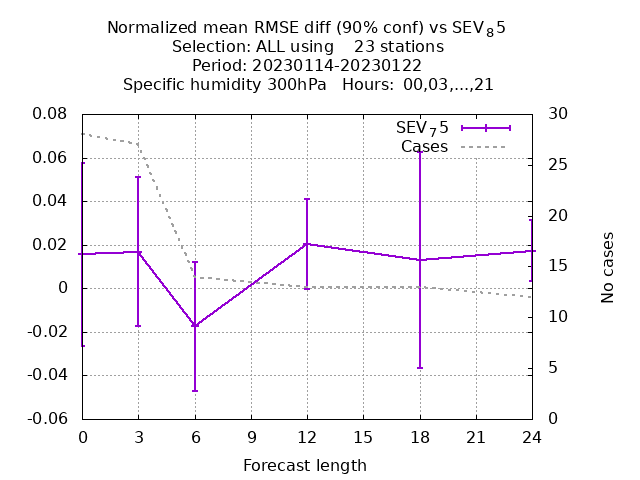 Normalized mean RMSE diff (90% conf) vs SEV₈5
Selection: ALL using    23 stations
Period: 20230114-20230122
Specific humidity 300hPa   Hours: 00,03,...,21
0.08
0.06
0.04
0.02
0
-0.02
-0.04
-0.06
SEV₇5
Cases
30
25
20
15
10
5
0
No cases
0 3 6 9 12 15 18 21 24
Forecast length